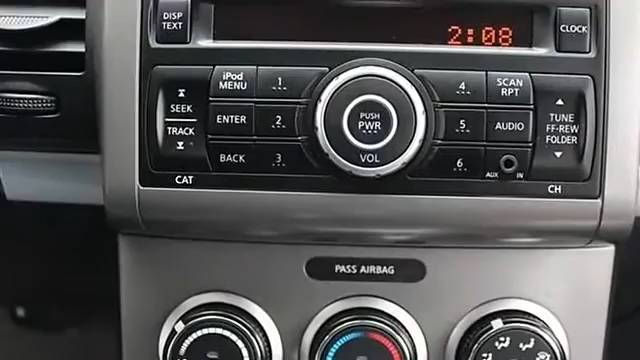 DISP
TEXT
2:08
CLOCK
SEEK
TRACK
CAT
iPod
MENU
1
ENTER
2
BACK
3
PUSH
PWR
VOL
4
SCAN
RPT
5
AUDIO
6
AUX IN
TUNE
FF·REW
FOLDER
CH
PASS AIRBAG